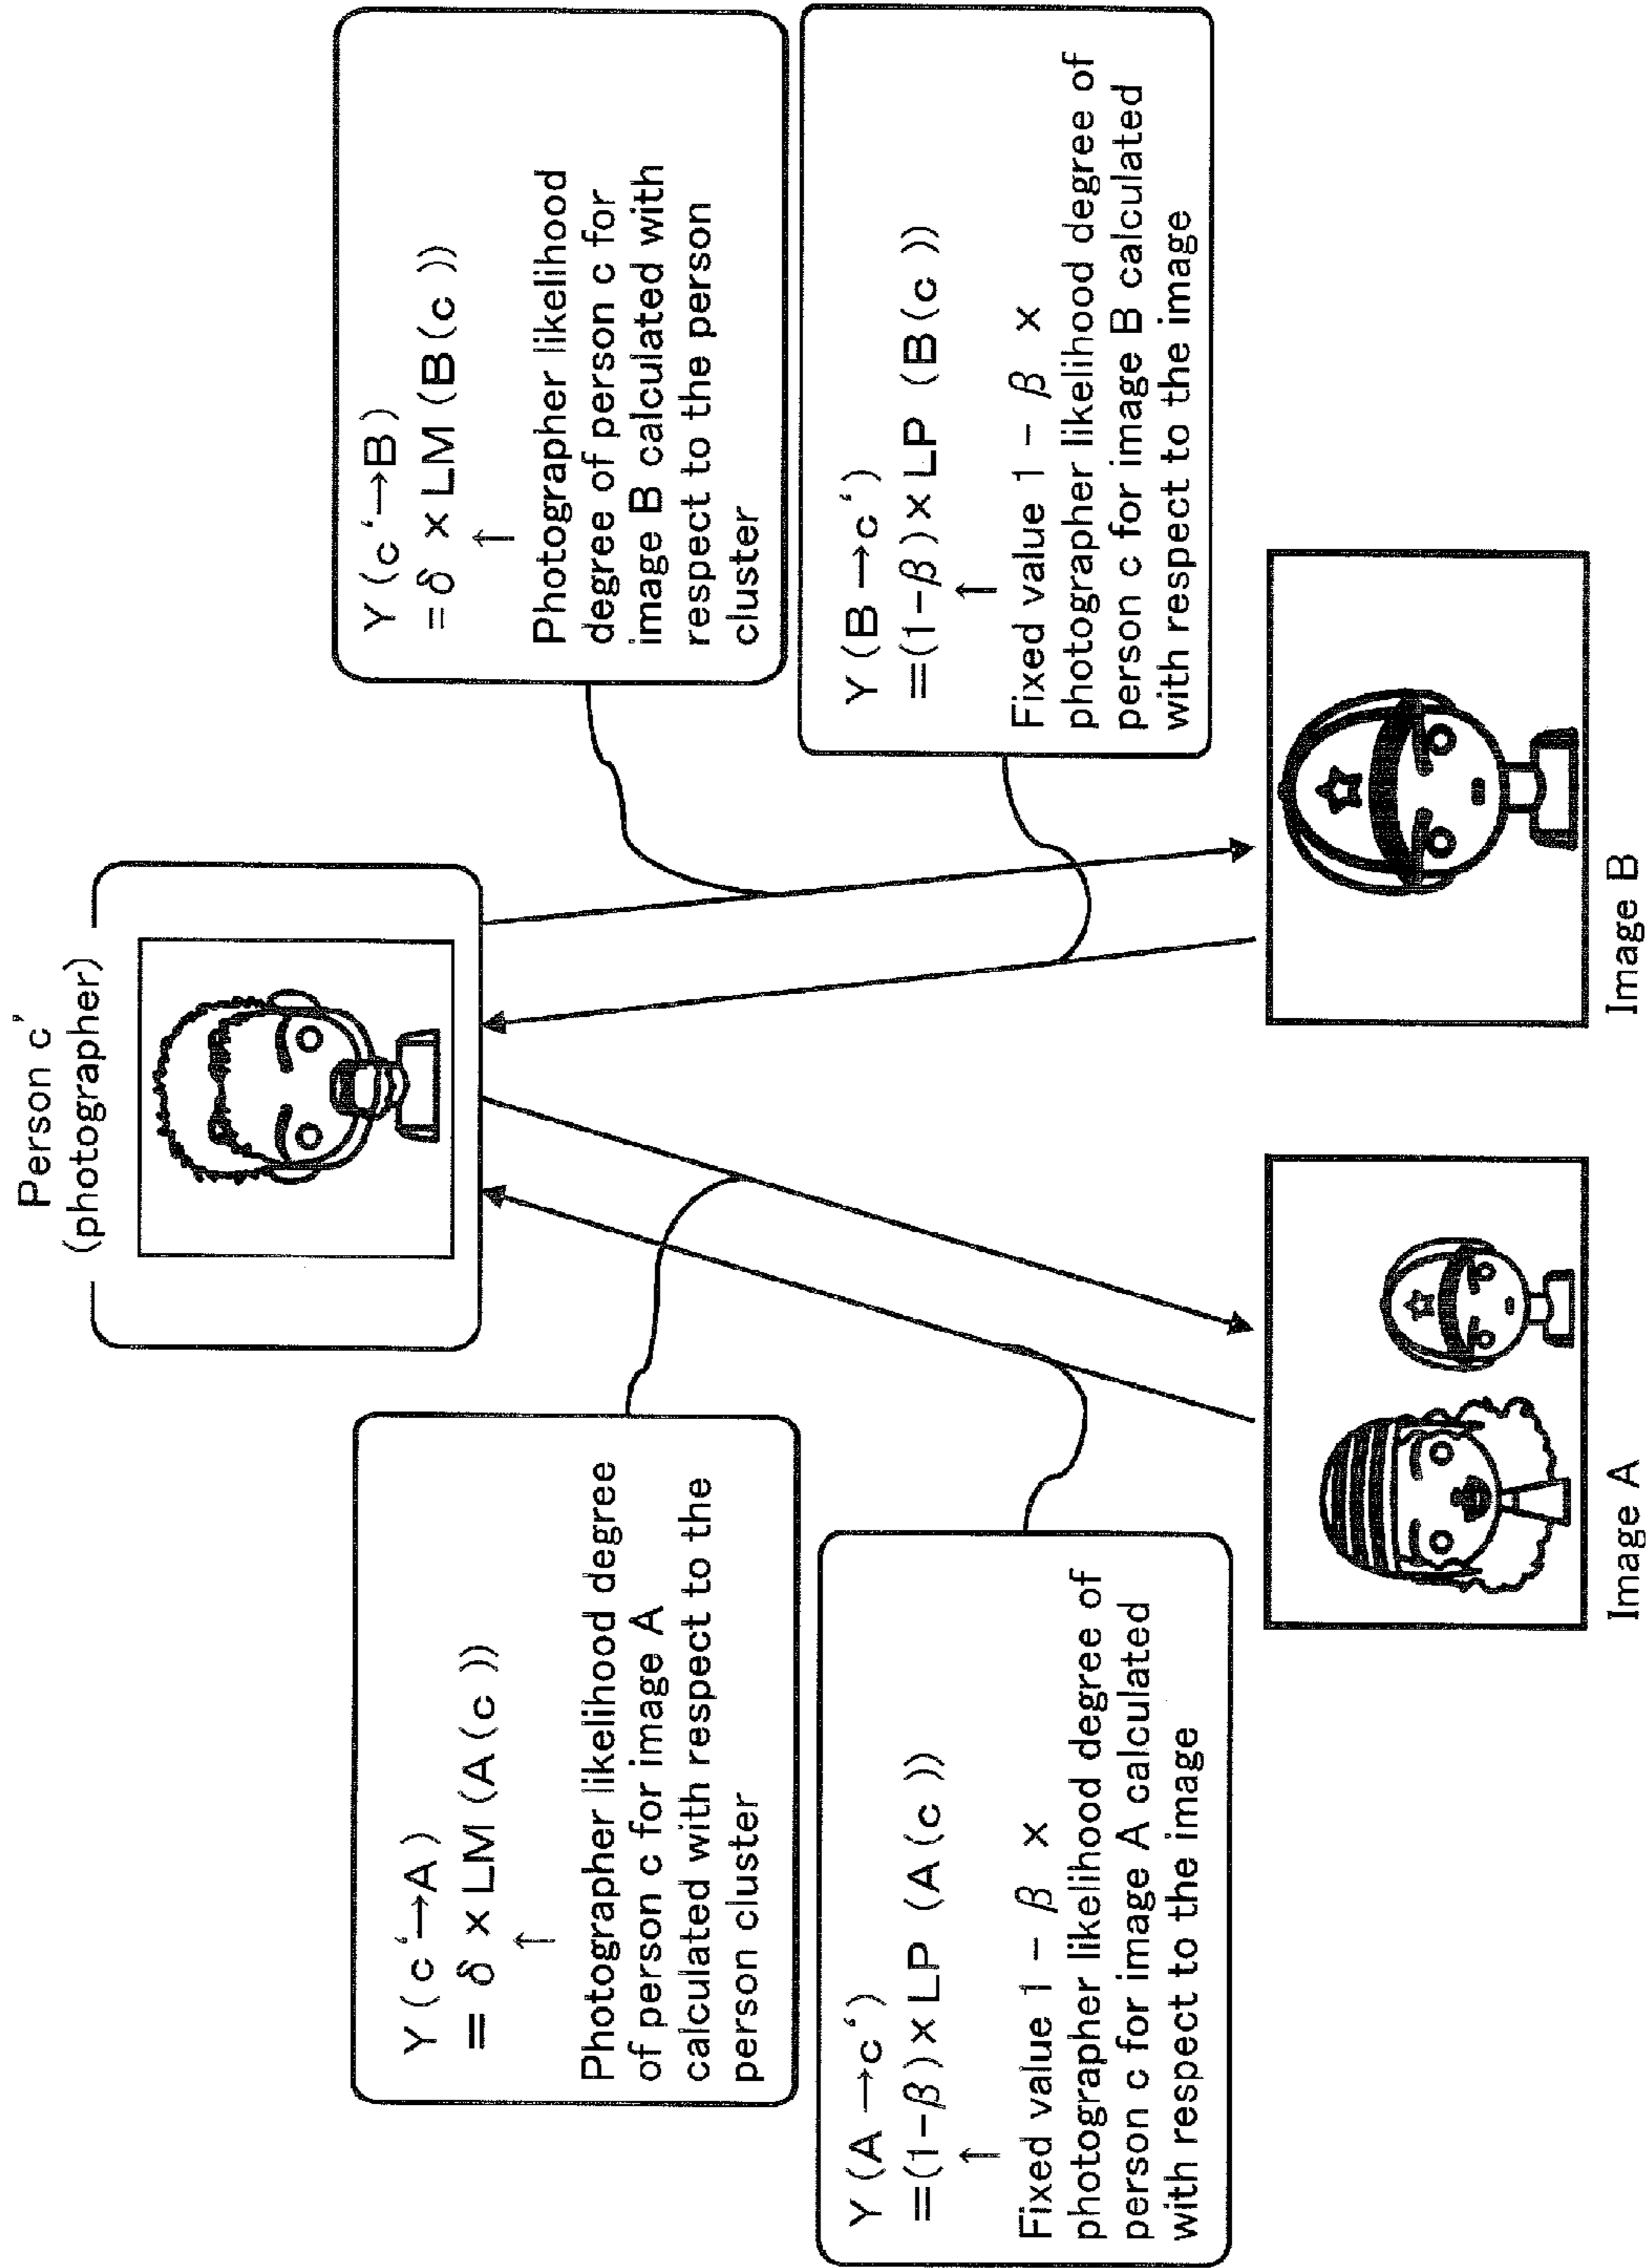 Person c'
(photographer)
Y(c‘→A)
= δ ×LM(A(c))
↑
Photographer likelihood degree
of person c for image A
calculated with respect to the
person cluster
Y(A→c‘)
=(1-β)×LP (A(c))
↑
Fixed value 1 - β ×
photographer likelihood degree of
person c for image A calculated
with respect to the image
Y(c‘→B)
= δ ×LM(B(c))
↑
Photographer likelihood
degree of person c for
image B calculated with
respect to the person
cluster
Y(B→c‘)
=(1-β)×LP (B(c))
↑
Fixed value 1 - β ×
photographer likelihood degree of
person c for image B calculated
with respect to the image
Image A
Image B